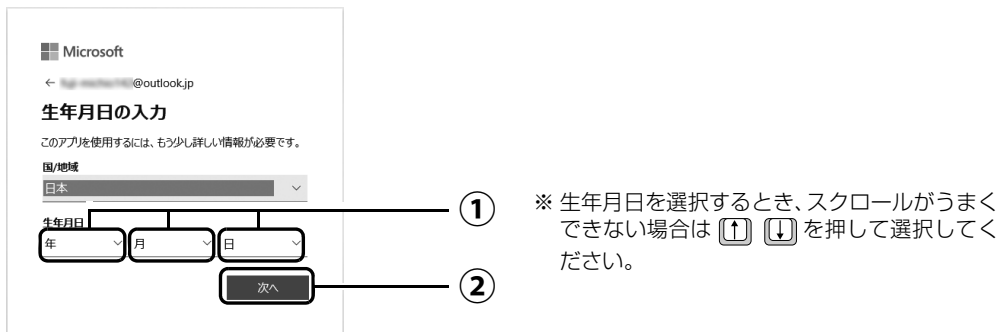 Microsoft
← @outlook.jp
生年月日の入力
このアプリを使用するには、もう少し詳しい情報が必要です。
国/地域
日本
生年月日
年 月 日
次へ
①
②
※ 生年月日を選択するとき、スクロールがうまく
できない場合は [↑] [↓] を押して選択してく
ださい。